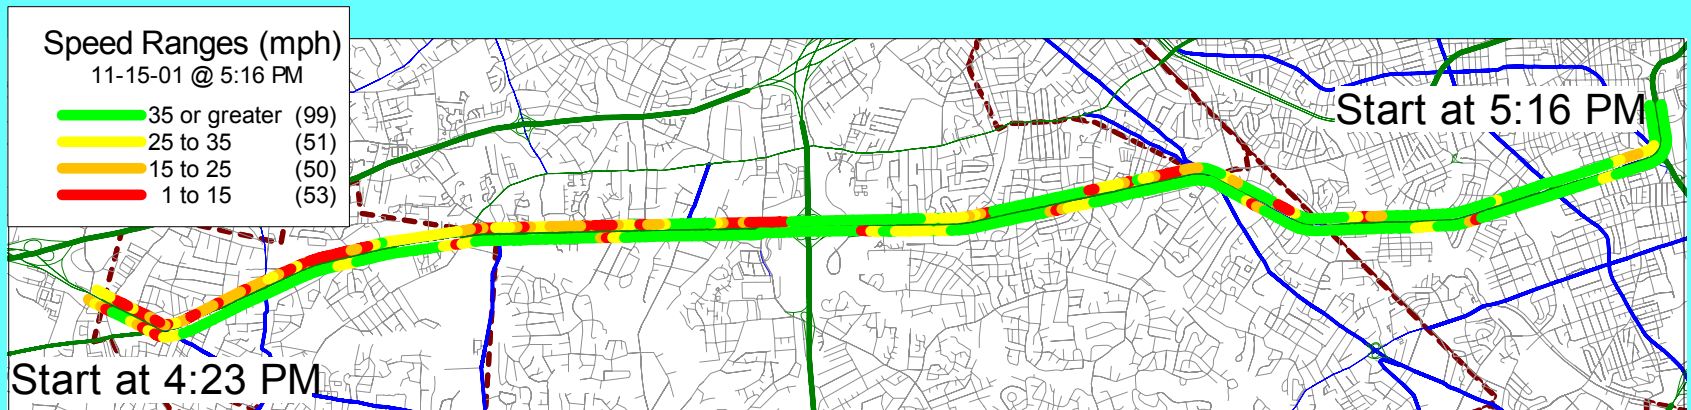 Speed Ranges (mph)
11-15-01 @ 5:16 PM
35 or greater (99)
25 to 35 (51)
15 to 25 (50)
1 to 15 (53)
Start at 5:16 PM
Start at 4:23 PM